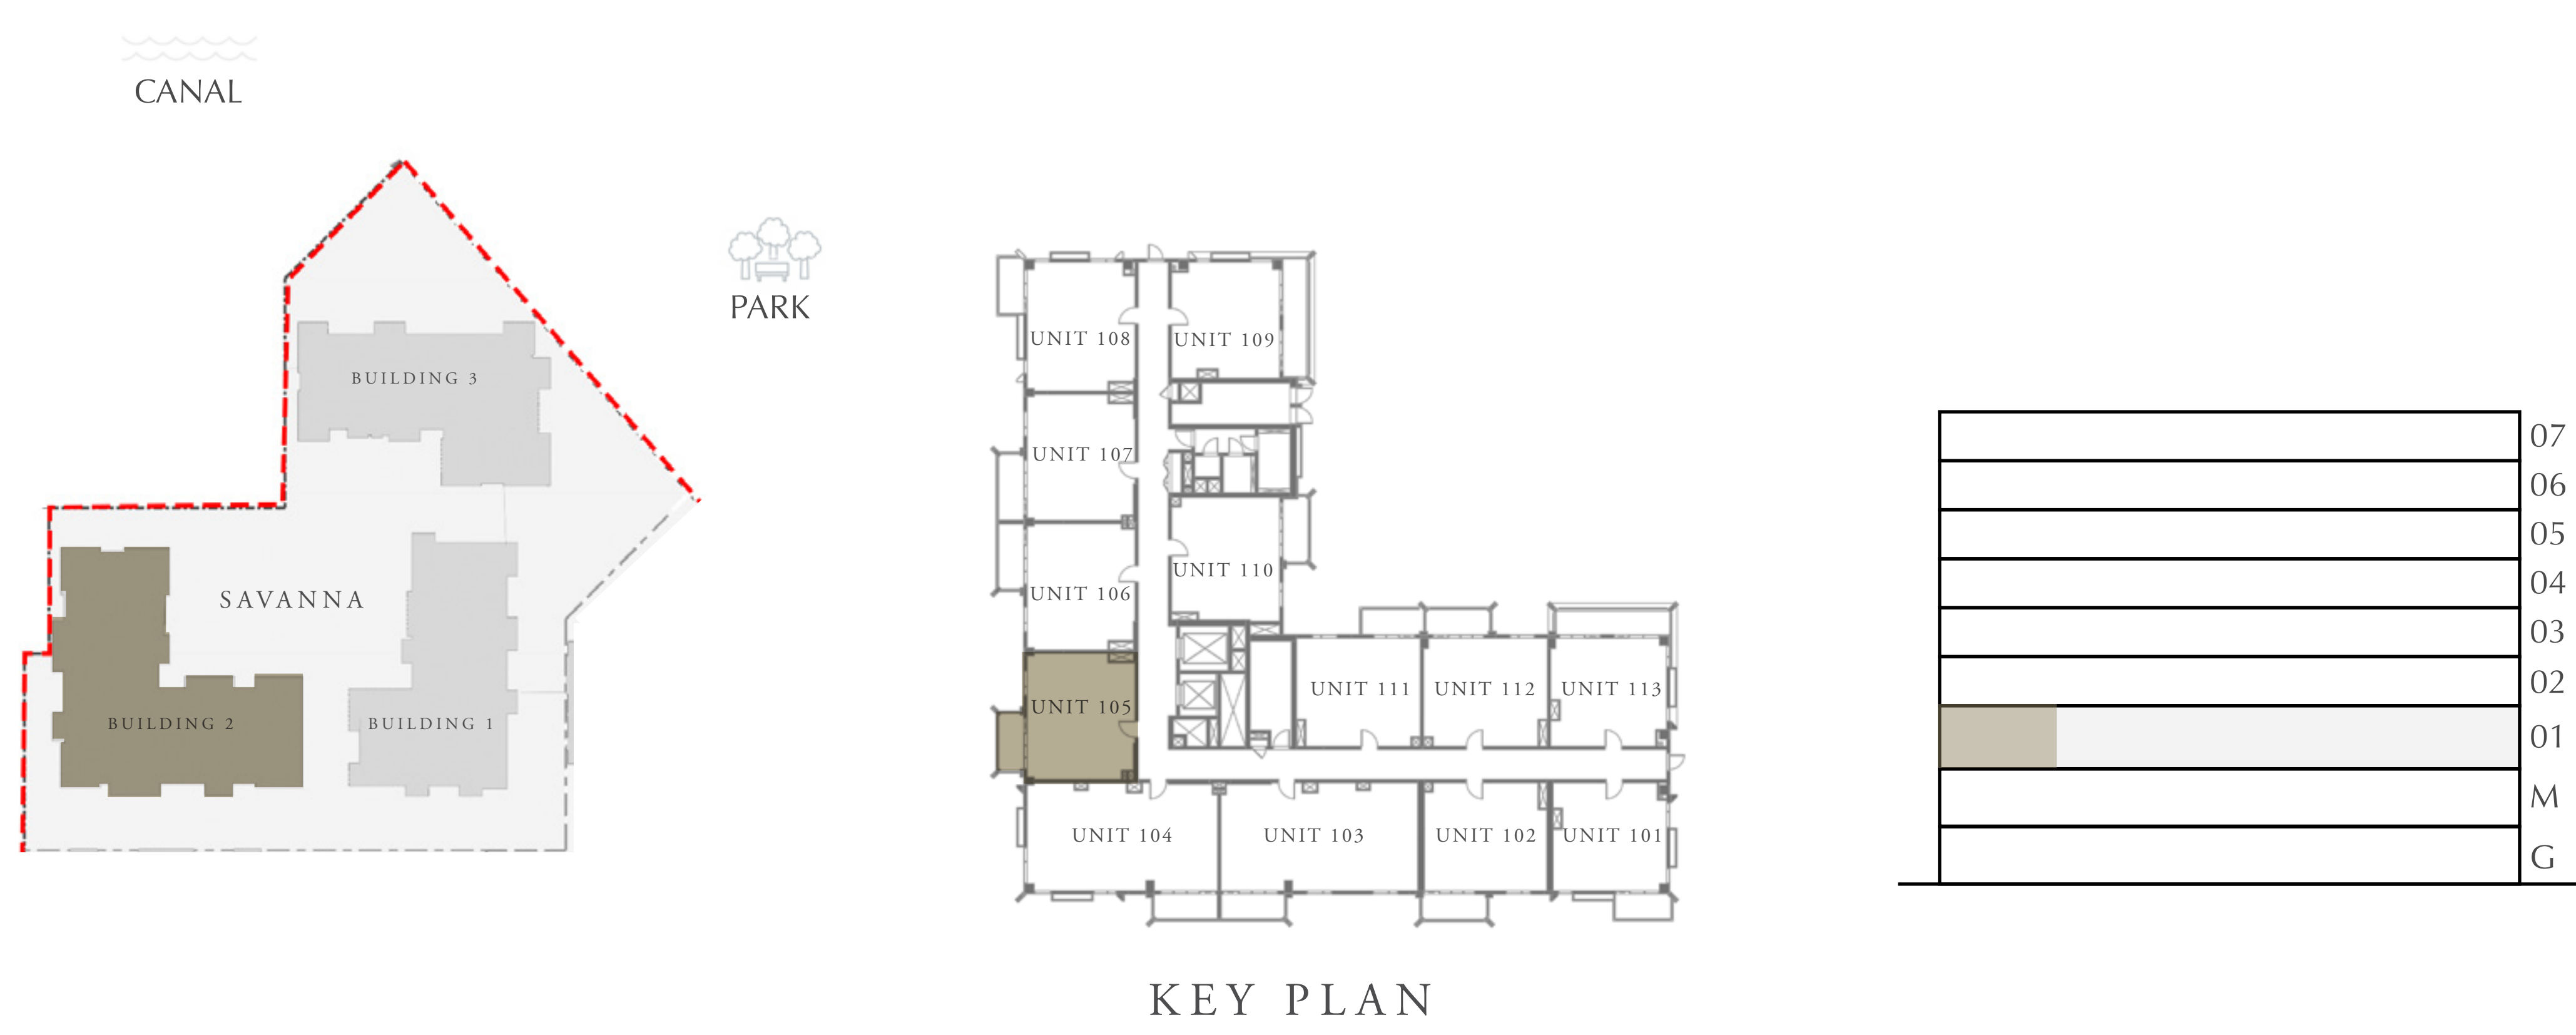 CANAL
PARK
BUILDING 3
SAVANNA
BUILDING 2
BUILDING 1
UNIT 108
UNIT 109
UNIT 107
UNIT 110
UNIT 106
UNIT 105
UNIT 111
UNIT 112
UNIT 113
UNIT 104
UNIT 103
UNIT 102
UNIT 101
KEY PLAN
07
06
05
04
03
02
01
M
G